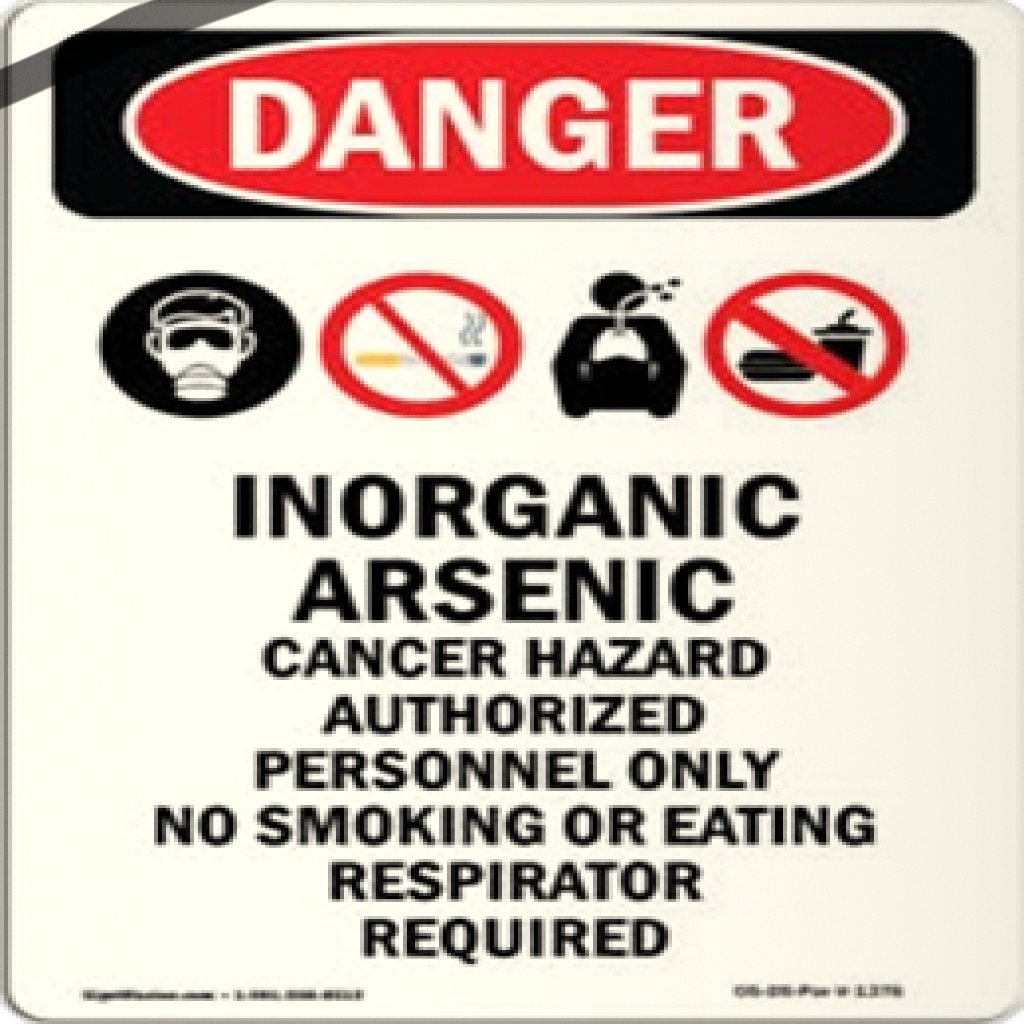 DANGER
INORGANIC
ARSENIC
CANCER HAZARD
AUTHORIZED
PERSONNEL ONLY
NO SMOKING OR EATING
RESPIRATOR
REQUIRED